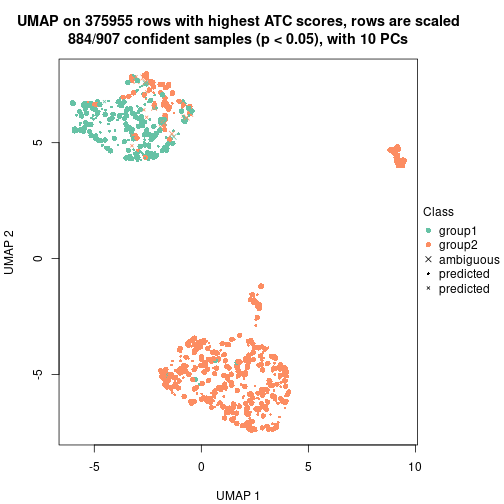 UMAP on 375955 rows with highest ATC scores, rows are scaled
884/907 confident samples (p < 0.05), with 10 PCs
5
0
-5
UMAP 2
-5
0
5
10
UMAP 1
Class
group1
group2
ambiguous
predicted
predicted